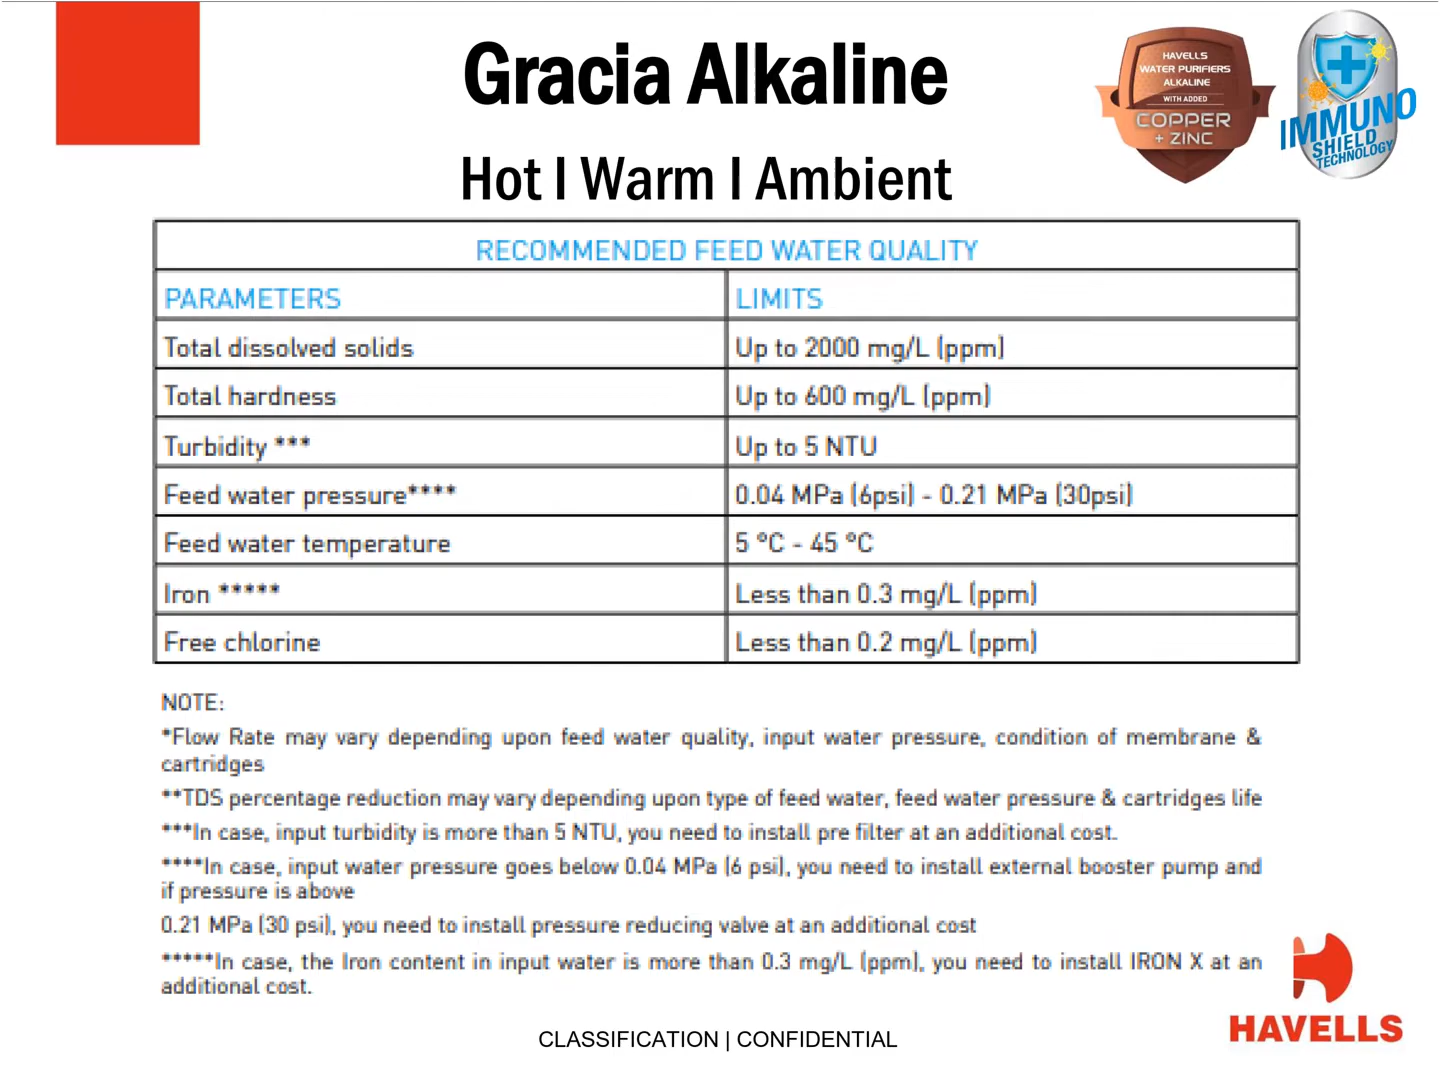 Gracia Alkaline
HAVELLS
WATER PURIFIERS
ALKALINE
WITH ADDED
COPPER
+ ZINC
IMMUNO
SHIELD
TECHNOLOGY
Hot I Warm I Ambient
RECOMMENDED FEED WATER QUALITY
PARAMETERS LIMITS
Total dissolved solids Up to 2000 mg/L (ppm)
Total hardness Up to 600 mg/L (ppm)
Turbidity *** Up to 5 NTU
Feed water pressure**** 0.04 MPa (6psi) - 0.21 MPa (30psi)
Feed water temperature 5 °C - 45 °C
Iron ***** Less than 0.3 mg/L (ppm)
Free chlorine Less than 0.2 mg/L (ppm)
NOTE:
*Flow Rate may vary depending upon feed water quality, input water pressure, condition of membrane &
cartridges
**TDS percentage reduction may vary depending upon type of feed water, feed water pressure & cartridges life
***In case, input turbidity is more than 5 NTU, you need to install pre filter at an additional cost.
****In case, input water pressure goes below 0.04 MPa (6 psi), you need to install external booster pump and
if pressure is above
0.21 MPa (30 psi), you need to install pressure reducing valve at an additional cost
*****In case, the Iron content in input water is more than 0.3 mg/L (ppm), you need to install IRON X at an
additional cost.
HAVELLS
CLASSIFICATION | CONFIDENTIAL